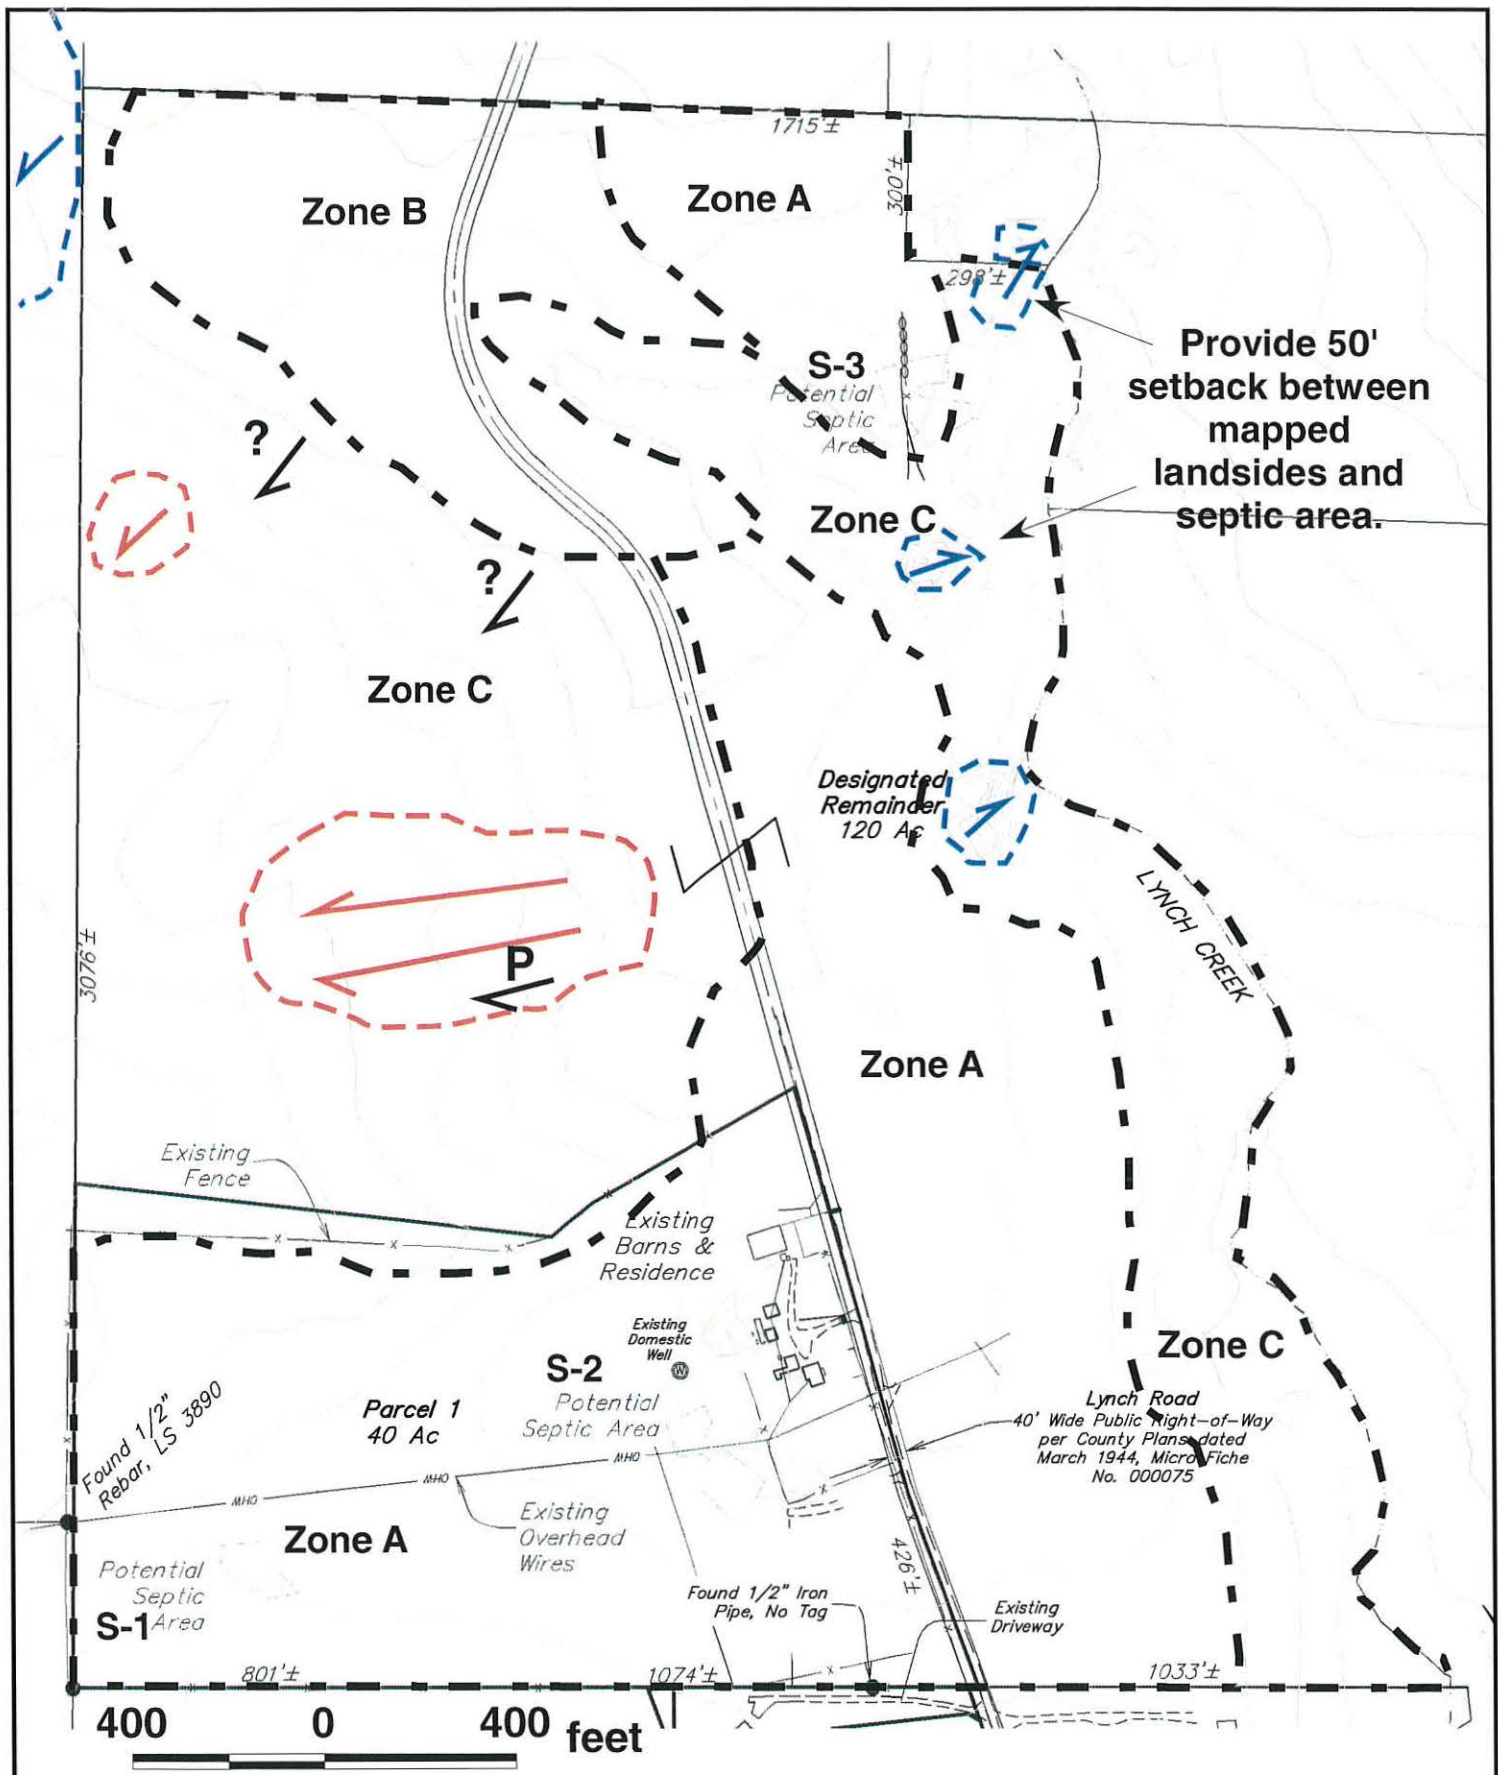 1715'±
Zone B
Zone A
300'±
298'±
Provide 50'
setback between
mapped
landsides and
septic area.
S-3
Potential
Septic
Area
?
Zone C
?
Zone C
Designated
Remainder
120 Ac
LYNCH CREEK
3076'±
P
Zone A
Existing
Fence
Existing
Barns &
Residence
Existing
Domestic
Well
W
S-2
Potential
Septic Area
Zone C
Parcel 1
40 Ac
Found 1/2"
Rebar, LS 3890
Lynch Road
40' Wide Public Right-of-Way
per County Plans dated
March 1944, Micro Fiche
No. 000075
OHW
OHW
OHW
Existing
Overhead
Wires
Zone A
Potential
Septic
Area
S-1
426'±
Found 1/2" Iron
Pipe, No Tag
Existing
Driveway
801'±
1074'±
1033'±
400 0 400 feet